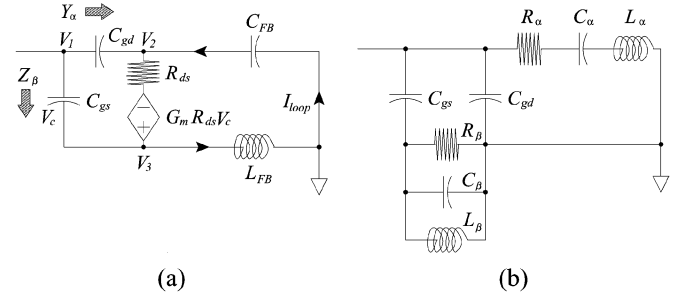 Yα
V1
Cgd
V2
CFB
Zβ
Rds
Vc
Cgs
−
+
Gm Rds Vc
Iloop
V3
LFB
(a)
Rα
Cα
Lα
Cgs
Cgd
Rβ
Cβ
Lβ
(b)